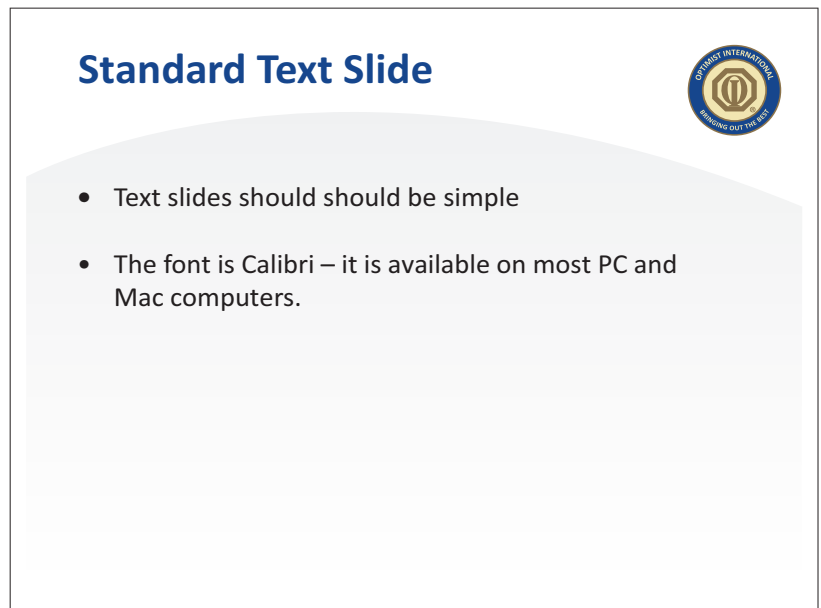 Standard Text Slide
OPTIMIST INTERNATIONAL
BRINGING OUT THE BEST
®
• Text slides should should be simple
• The font is Calibri – it is available on most PC and
Mac computers.